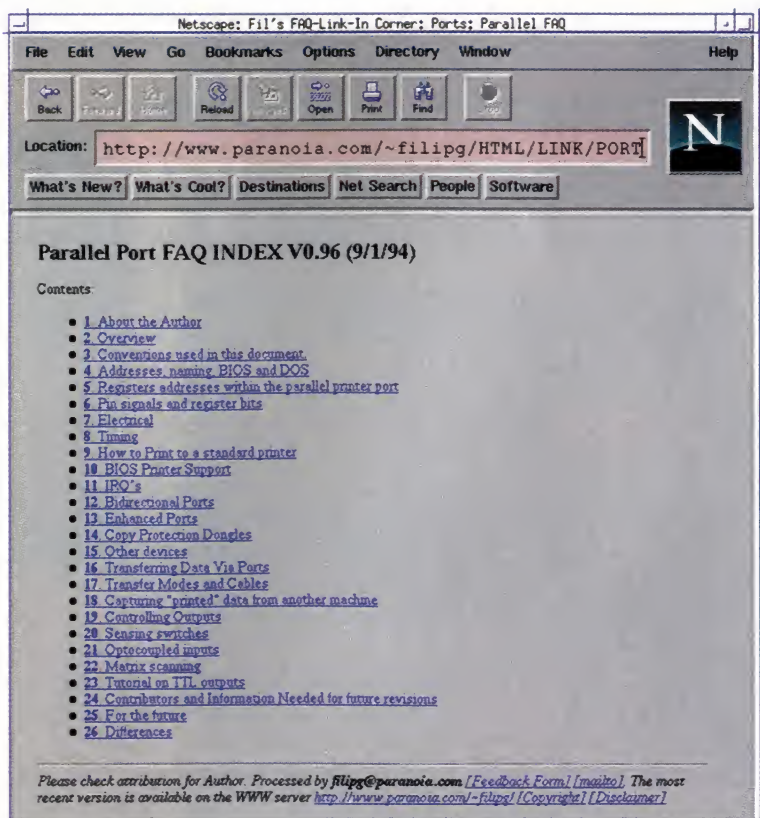 Netscape: Fil's FAQ-Link-In Corner: Ports: Parallel FAQ
File Edit View Go Bookmarks Options Directory Window Help
Back Forward Home Reload Images Open Print Find Stop
Location: http://www.paranoia.com/~filipg/HTML/LINK/PORT
N
What's New? What's Cool? Destinations Net Search People Software
Parallel Port FAQ INDEX V0.96 (9/1/94)
Contents:
1. About the Author
2. Overview
3. Conventions used in this document.
4. Addresses, naming, BIOS and DOS
5. Registers addresses within the parallel printer port
6. Pin signals and register bits
7. Electrical
8. Timing
9. How to Print to a standard printer
10. BIOS Printer Support
11. IRQ's
12. Bidirectional Ports
13. Enhanced Ports
14. Copy Protection Dongles
15. Other devices
16. Transferring Data Via Ports
17. Transfer Modes and Cables
18. Capturing "printed" data from another machine
19. Controlling Outputs
20. Sensing switches
21. Optocoupled inputs
22. Matrix scanning
23. Tutorial on TTL outputs
24. Contributors and Information Needed for future revisions
25. For the future
26. Differences
Please check attribution for Author. Processed by filipg@paranoia.com [Feedback Form] [mailto]. The most
recent version is available on the WWW server http://www.paranoia.com/~filipg/ [Copyright] [Disclaimer]